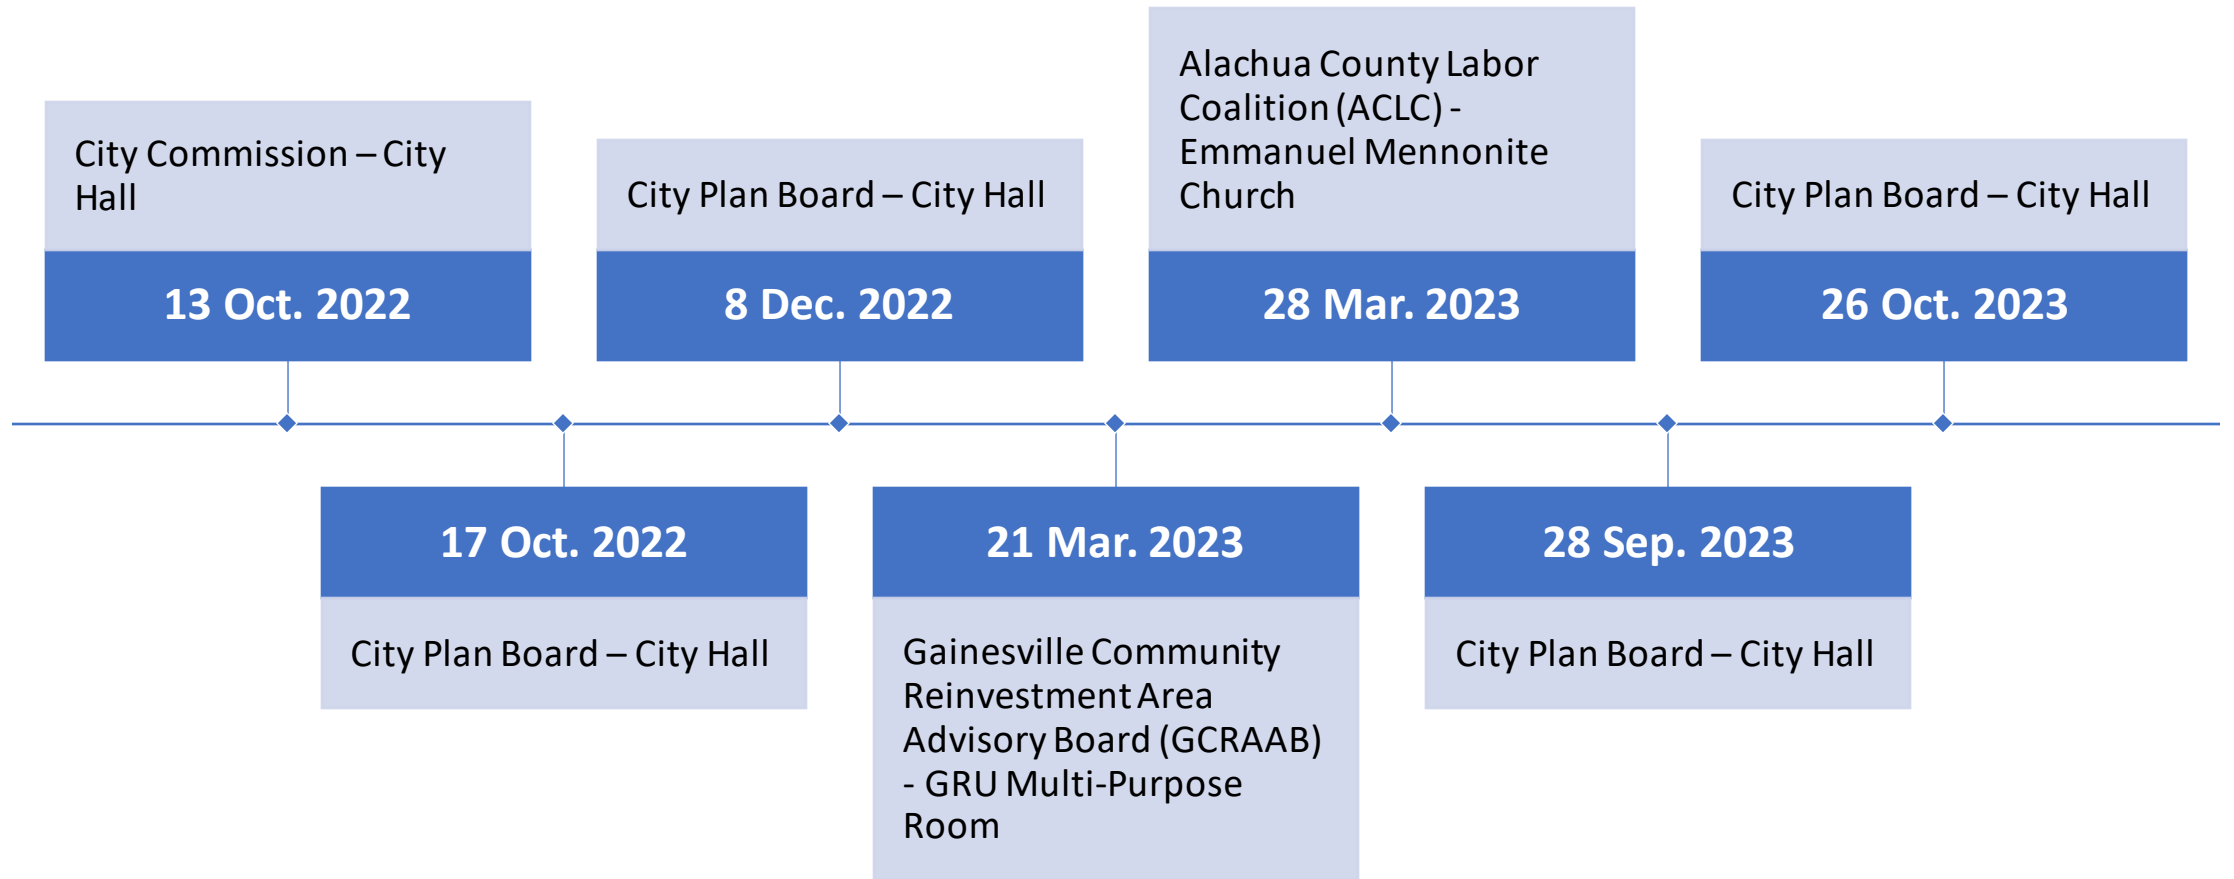 City Commission – City
Hall
13 Oct. 2022
17 Oct. 2022
City Plan Board – City Hall
City Plan Board – City Hall
8 Dec. 2022
21 Mar. 2023
Gainesville Community
Reinvestment Area
Advisory Board (GCRAAB)
- GRU Multi-Purpose
Room
Alachua County Labor
Coalition (ACLC) -
Emmanuel Mennonite
Church
28 Mar. 2023
28 Sep. 2023
City Plan Board – City Hall
City Plan Board – City Hall
26 Oct. 2023